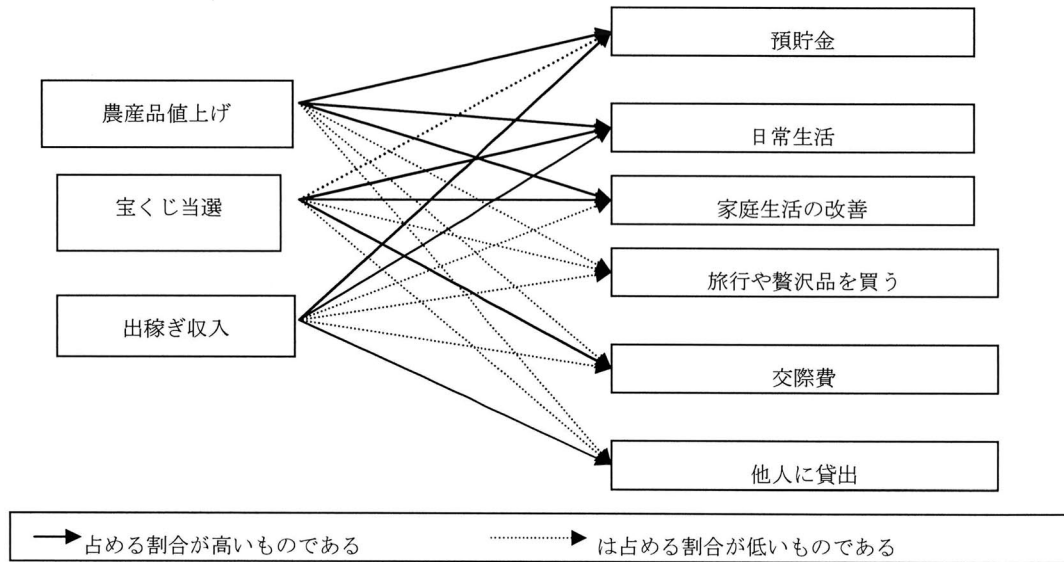 農産品値上げ
宝くじ当選
出稼ぎ収入
預貯金
日常生活
家庭生活の改善
旅行や贅沢品を買う
交際費
他人に貸出
占める割合が高いものである
は占める割合が低いものである